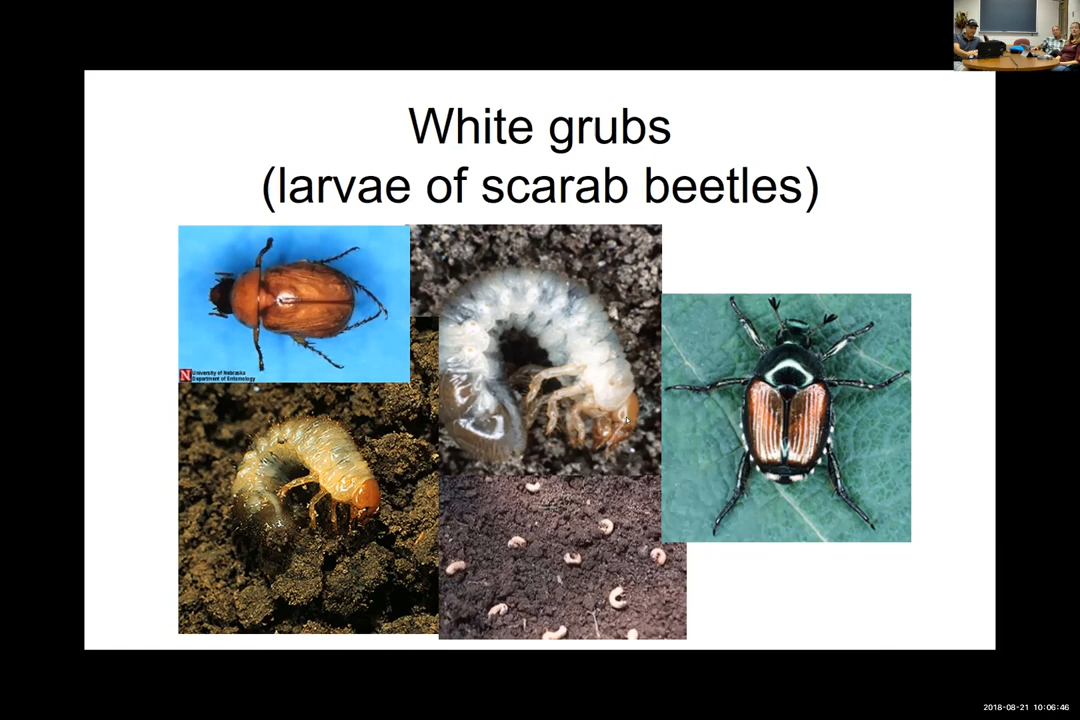 White grubs
(larvae of scarab beetles)
University of Nebraska
Department of Entomology
2018-08-21 10:06:46